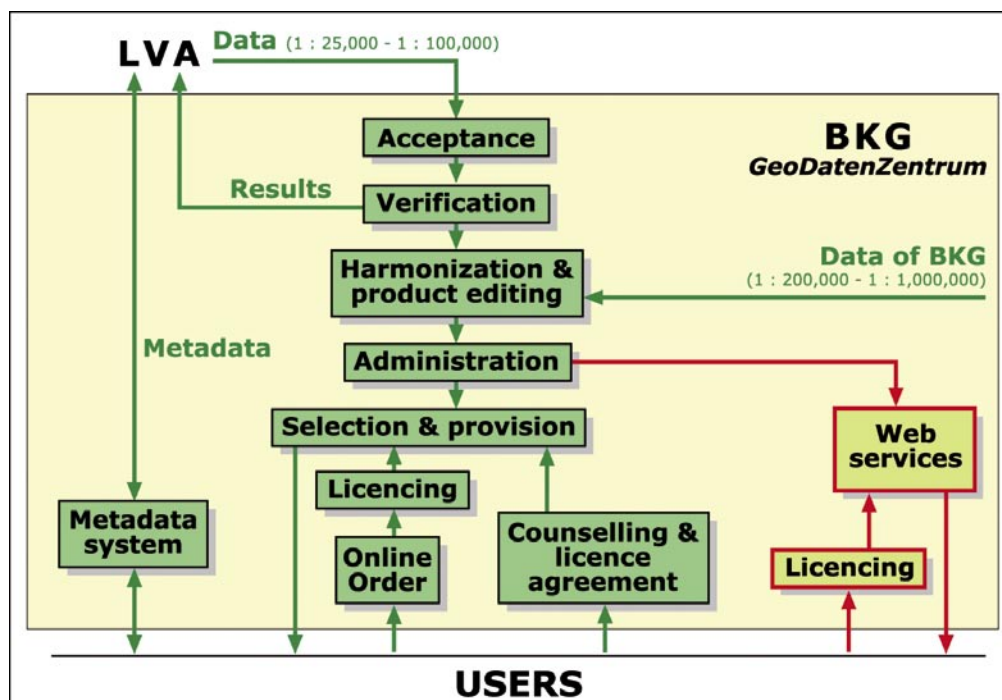 LVA
Data (1 : 25,000 - 1 : 100,000)
Acceptance
BKG
GeoDatenZentrum
Results
Verification
Harmonization &
product editing
Data of BKG
(1 : 200,000 - 1 : 1,000,000)
Metadata
Administration
Selection & provision
Web
services
Licencing
Metadata
system
Online
Order
Counselling &
licence
agreement
Licencing
USERS